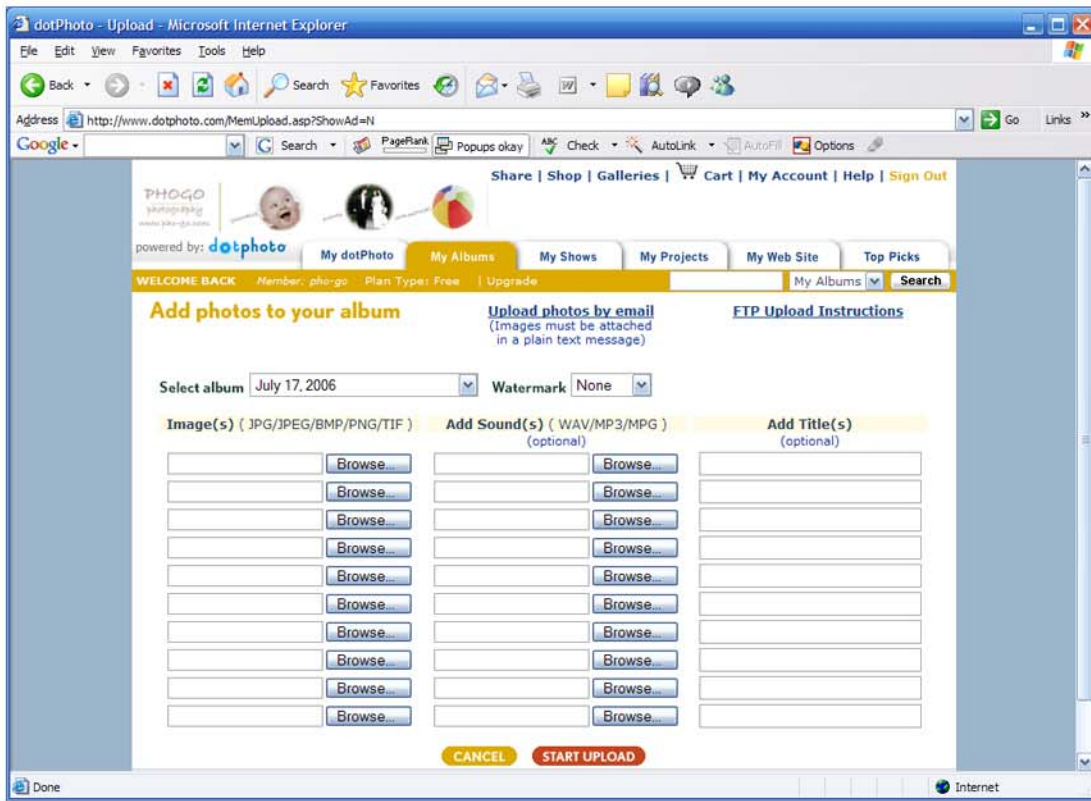 dotPhoto - Upload - Microsoft Internet Explorer
File Edit View Favorites Tools Help
Back Search Favorites
Address http://www.dotphoto.com/MemUpload.asp?ShowAd=N Go Links »
Google Search PageRank Popups okay ABC Check AutoLink AutoFill Options
Share | Shop | Galleries | Cart | My Account | Help | Sign Out
PHOGO
photography
www.pho-go.com
powered by: dotphoto
My dotPhoto My Albums My Shows My Projects My Web Site Top Picks
WELCOME BACK Member: pho-go Plan Type: Free | Upgrade My Albums Search
Add photos to your album
Upload photos by email
(Images must be attached
in a plain text message)
FTP Upload Instructions
Select album July 17, 2006 Watermark None
Image(s) ( JPG/JPEG/BMP/PNG/TIF ) Add Sound(s) ( WAV/MP3/MPG ) Add Title(s)
(optional) (optional)
Browse... Browse...
Browse... Browse...
Browse... Browse...
Browse... Browse...
Browse... Browse...
Browse... Browse...
Browse... Browse...
Browse... Browse...
Browse... Browse...
Browse... Browse...
CANCEL START UPLOAD
Done Internet